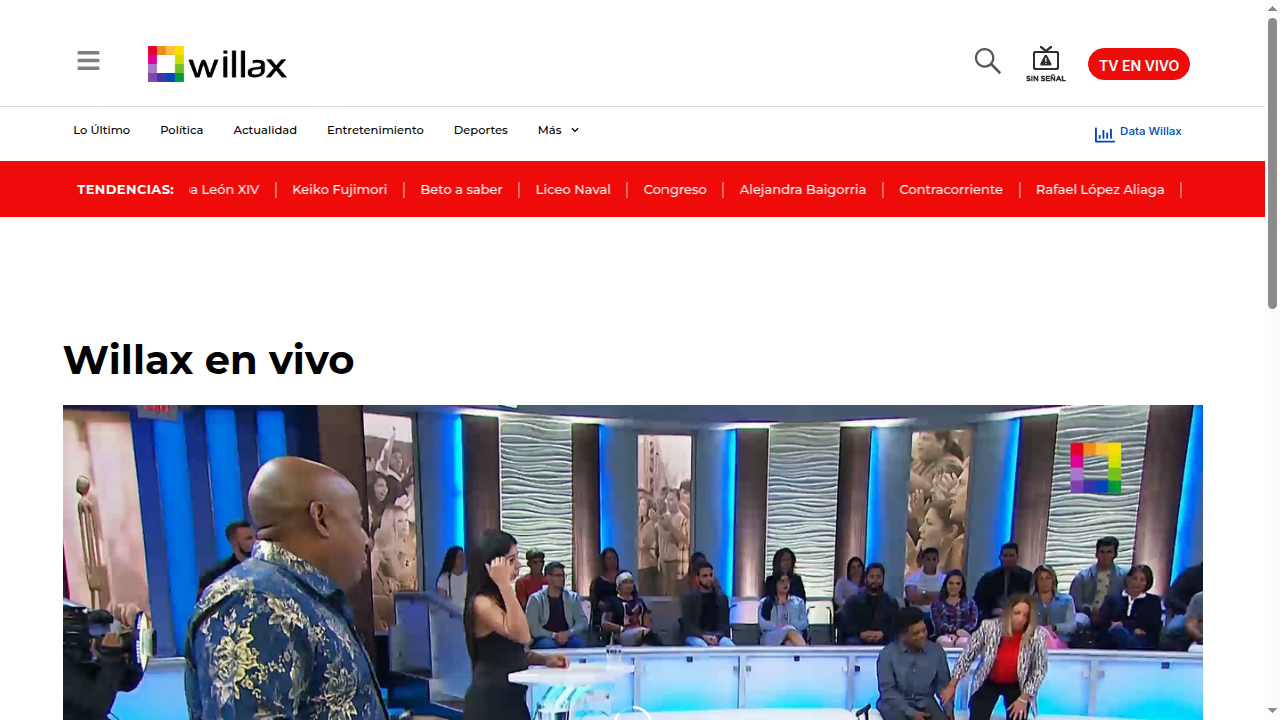 willax
SIN SEÑAL
TV EN VIVO
Lo Último
Política
Actualidad
Entretenimiento
Deportes
Más
Data Willax
TENDENCIAS:
León XIV
Keiko Fujimori
Beto a saber
Liceo Naval
Congreso
Alejandra Baigorria
Contracorriente
Rafael López Aliaga
Willax en vivo